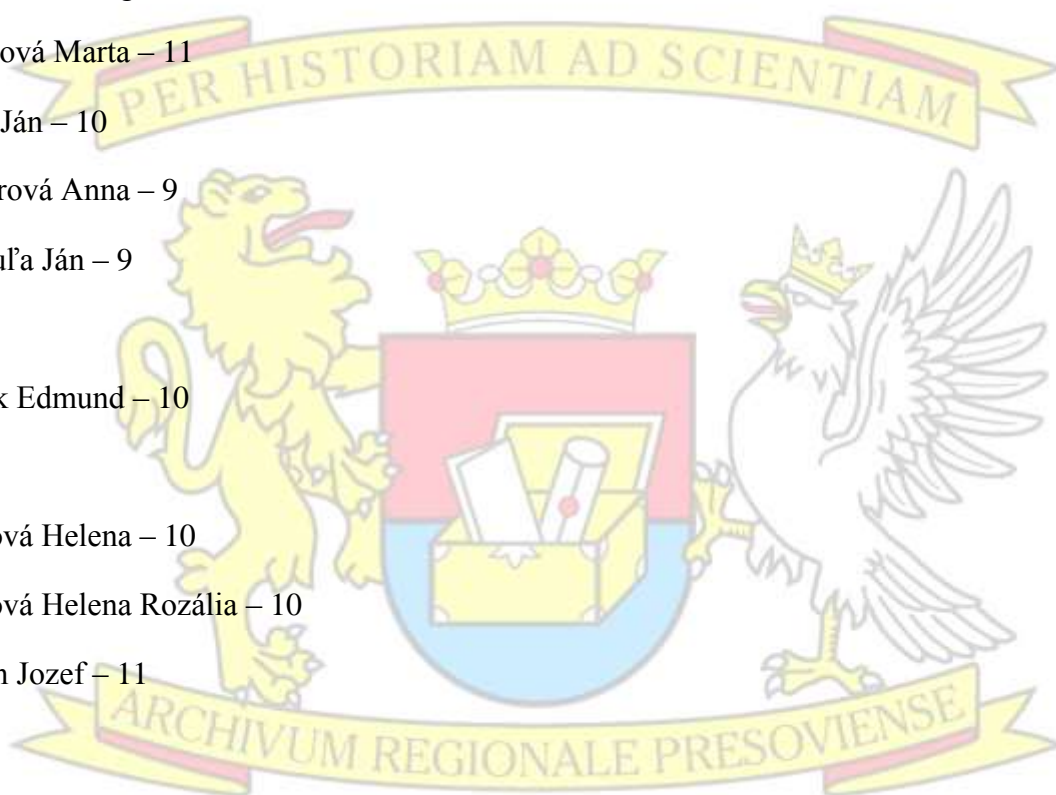 ová Marta – 11
PER HISTORIAM AD SCIENTIAM
Ján – 10
rová Anna – 9
uľa Ján – 9
k Edmund – 10
ová Helena – 10
ová Helena Rozália – 10
n Jozef – 11
ARCHIVUM REGIONALE PRESOVIENSE